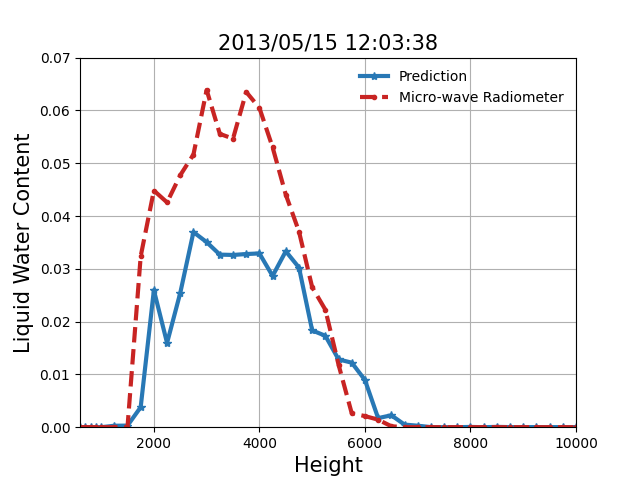 2013/05/15 12:03:38
Prediction
Micro-wave Radiometer
Liquid Water Content
0.07
0.06
0.05
0.04
0.03
0.02
0.01
0.00
2000 4000 6000 8000 10000
Height